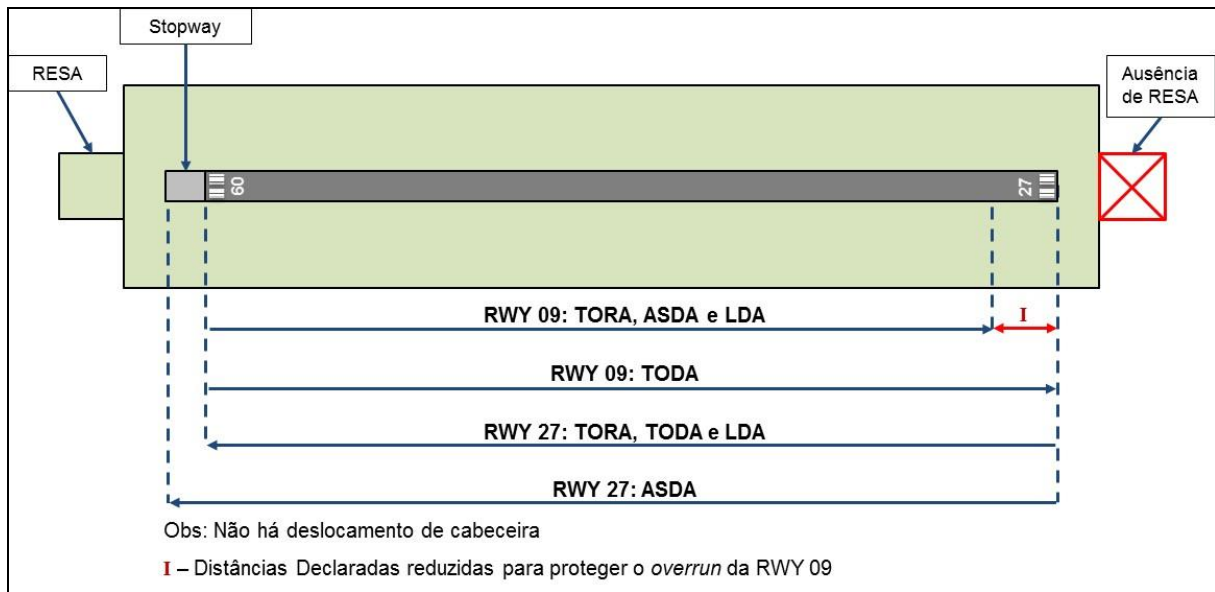 Stopway
RESA
Ausência
de RESA
09
27
RWY 09: TORA, ASDA e LDA
I
RWY 09: TODA
RWY 27: TORA, TODA e LDA
RWY 27: ASDA
Obs: Não há deslocamento de cabeceira
I – Distâncias Declaradas reduzidas para proteger o overrun da RWY 09